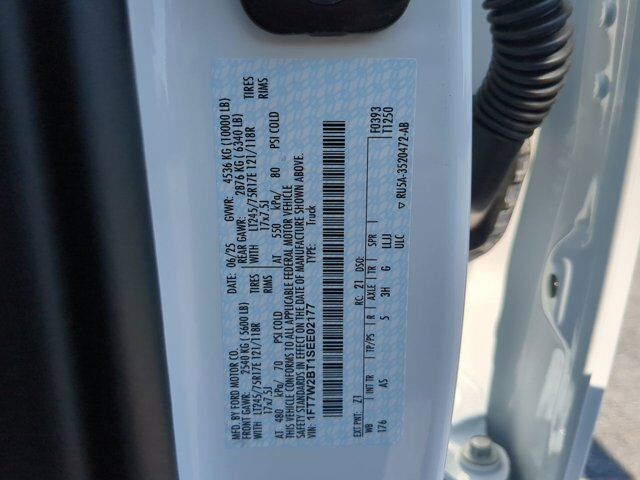 MFD BY FORD MOTOR CO. 06/25 GVWR: 4536 KG (10000 LB)
FRONT GAWR: 2540 KG ( 5600 LB) REAR GAWR: 2876 KG ( 6340 LB)
WITH LT245/75R17E 121/118R TIRES WITH LT245/75R17E 121/118R TIRES
17x7.5J RIMS 17x7.5J RIMS
AT 480 kPa/ 70 PSI COLD AT 550 kPa/ 80 PSI COLD
THIS VEHICLE CONFORMS TO ALL APPLICABLE FEDERAL MOTOR VEHICLE
SAFETY STANDARDS IN EFFECT ON THE DATE OF MANUFACTURE SHOWN ABOVE.
VIN: 1FT7W2BT1SEE02177 TYPE: Truck
EXT PNT: Z1 RC: 21 DSO: F0393
WB INT TR TP/PS R AXLE TR SPR T1250
176 AS 5 3H G LLJJ
ULC
RU5A-3520472-AB